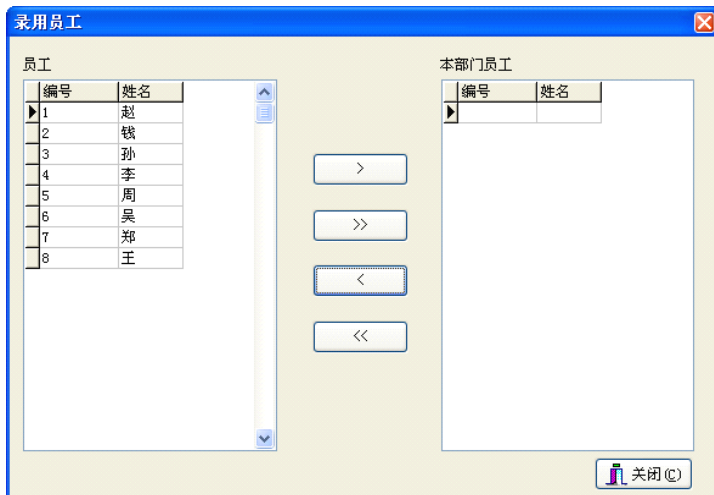 录用员工
员工
本部门员工
编号 姓名
1 赵
2 钱
3 孙
4 李
5 周
6 吴
7 郑
8 王
>
>>
<
<<
编号 姓名
关闭(C)